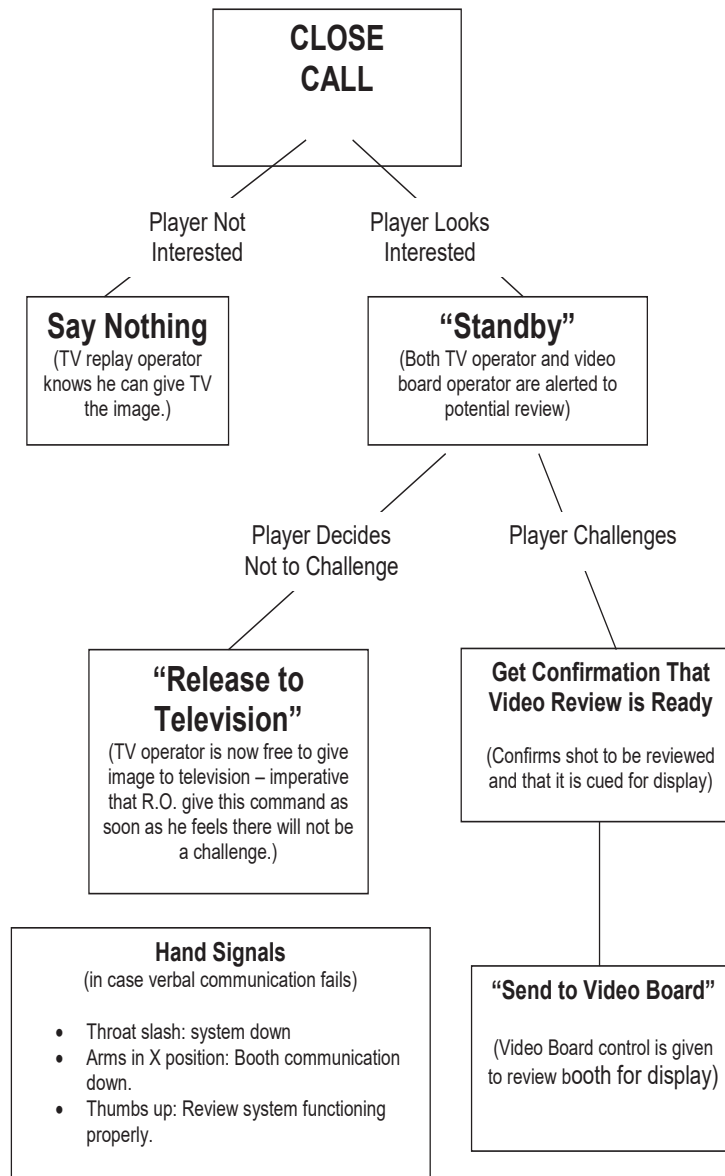 CLOSE
CALL
Player Not
Interested
Player Looks
Interested
Say Nothing
(TV replay operator
knows he can give TV
the image.)
“Standby”
(Both TV operator and video
board operator are alerted to
potential review)
Player Decides
Not to Challenge
Player Challenges
“Release to
Television”
(TV operator is now free to give
image to television – imperative
that R.O. give this command as
soon as he feels there will not be
a challenge.)
Get Confirmation That
Video Review is Ready
(Confirms shot to be reviewed
and that it is cued for display)
Hand Signals
(in case verbal communication fails)
• Throat slash: system down
• Arms in X position: Booth communication
down.
• Thumbs up: Review system functioning
properly.
“Send to Video Board”
(Video Board control is given
to review booth for display)